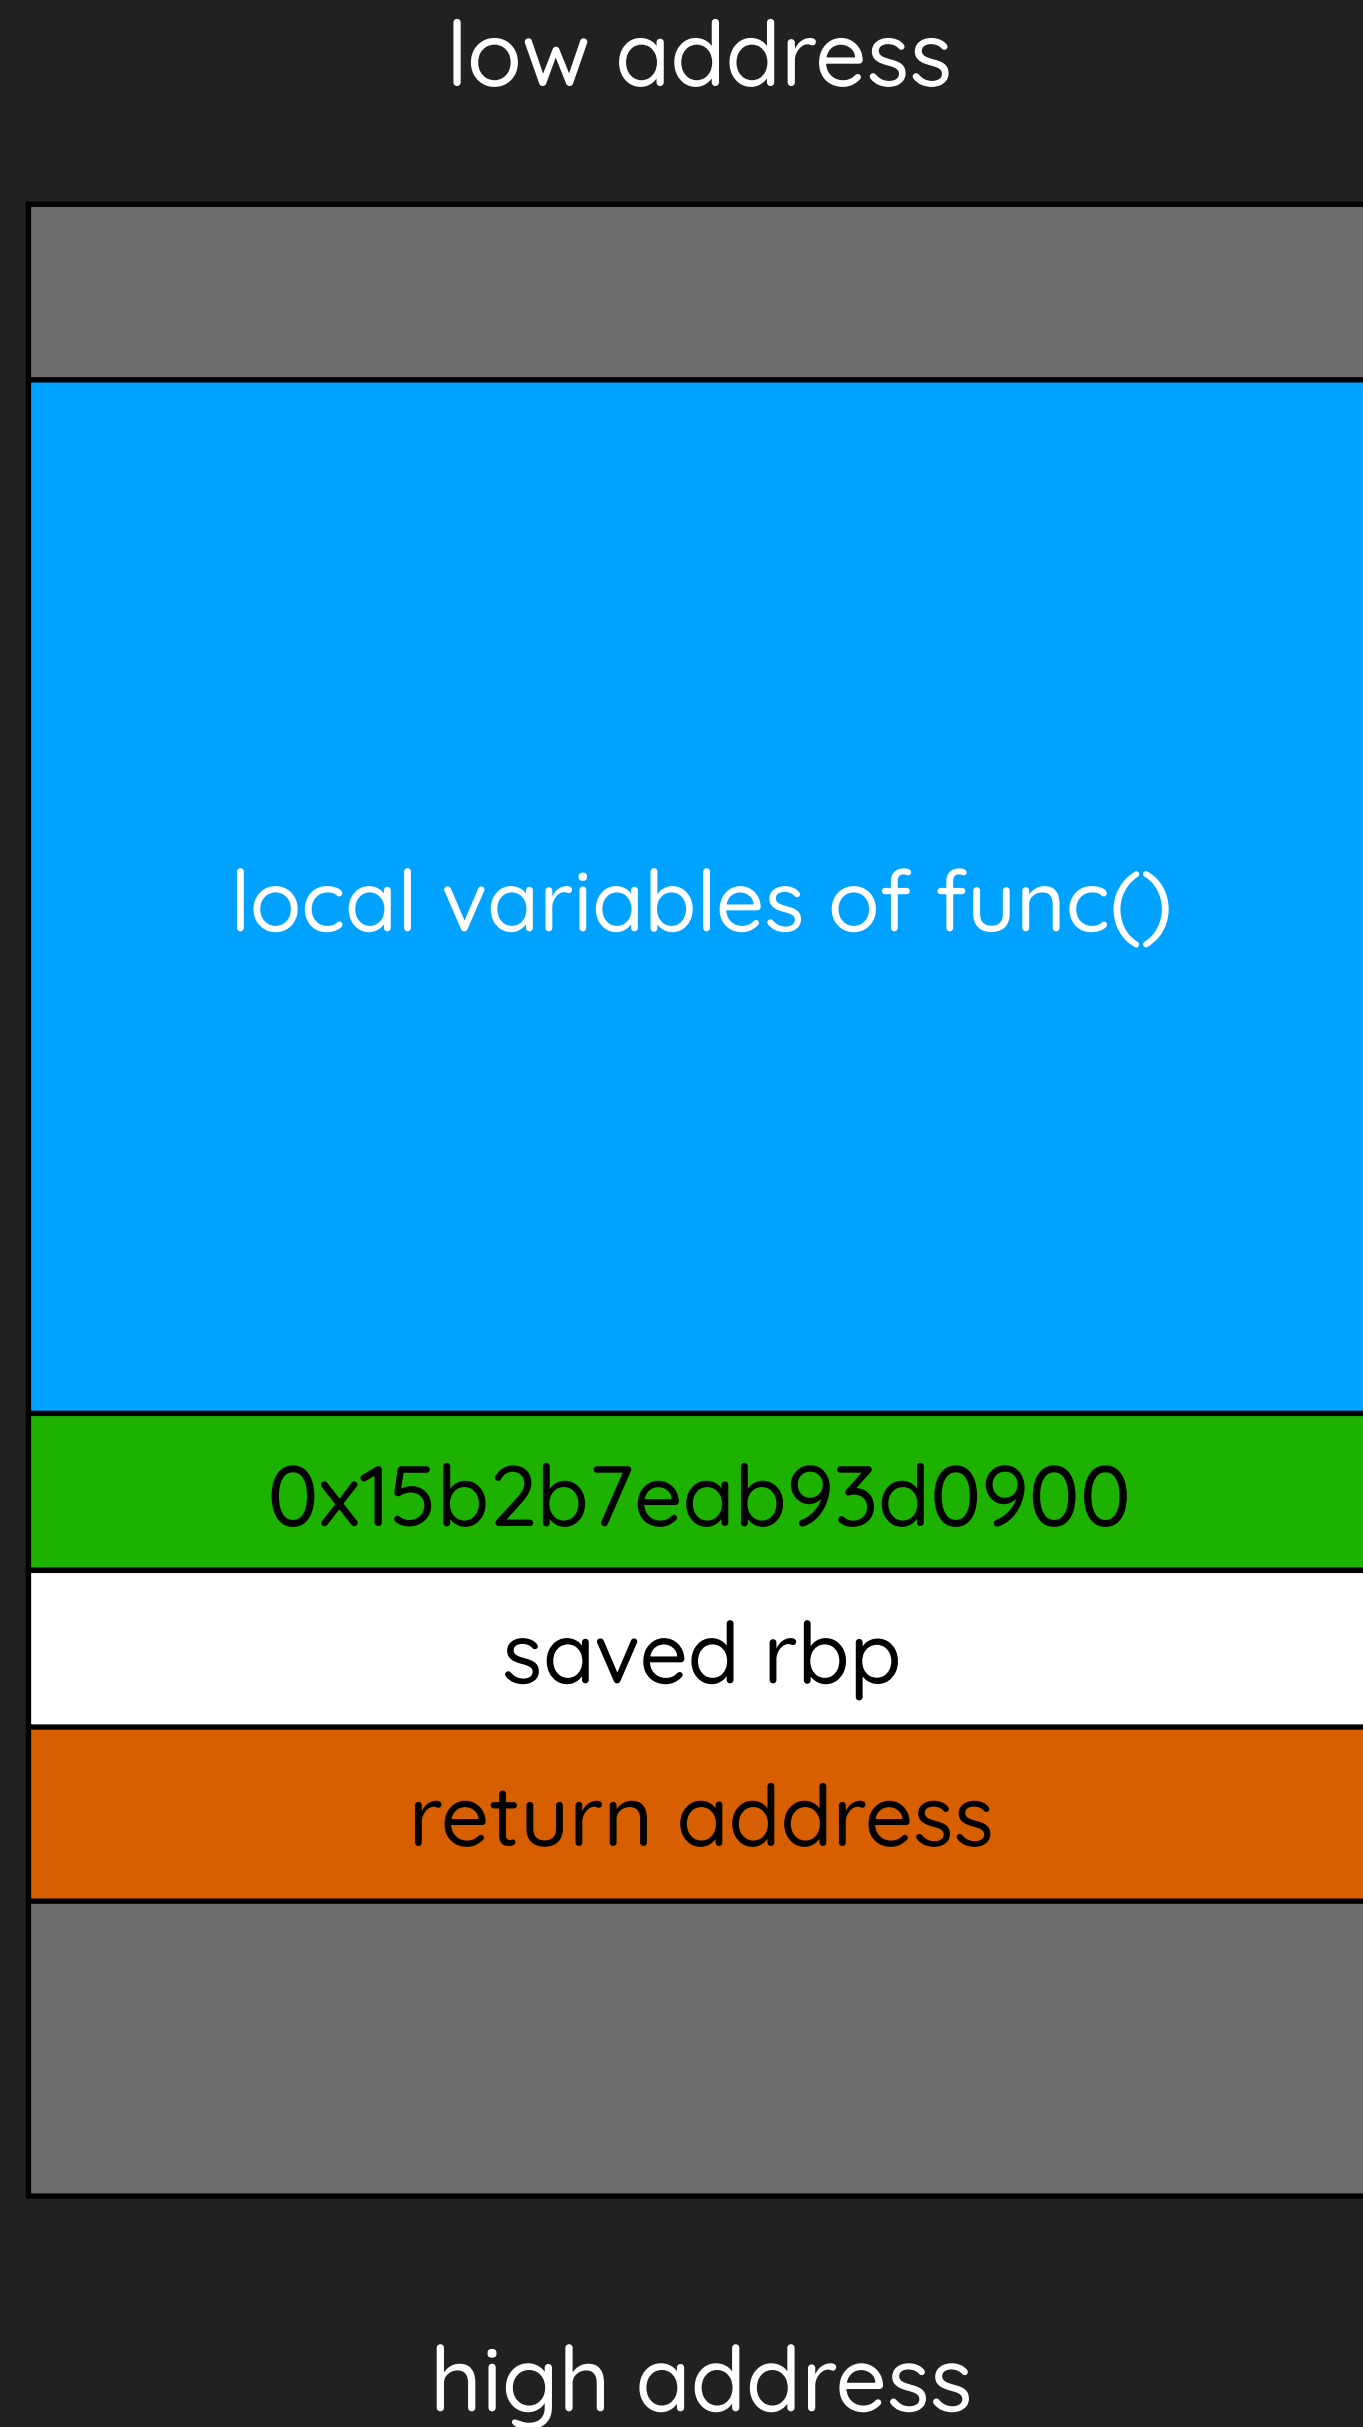 low address
local variables of func()
0x15b2b7eab93d0900
saved rbp
return address
high address